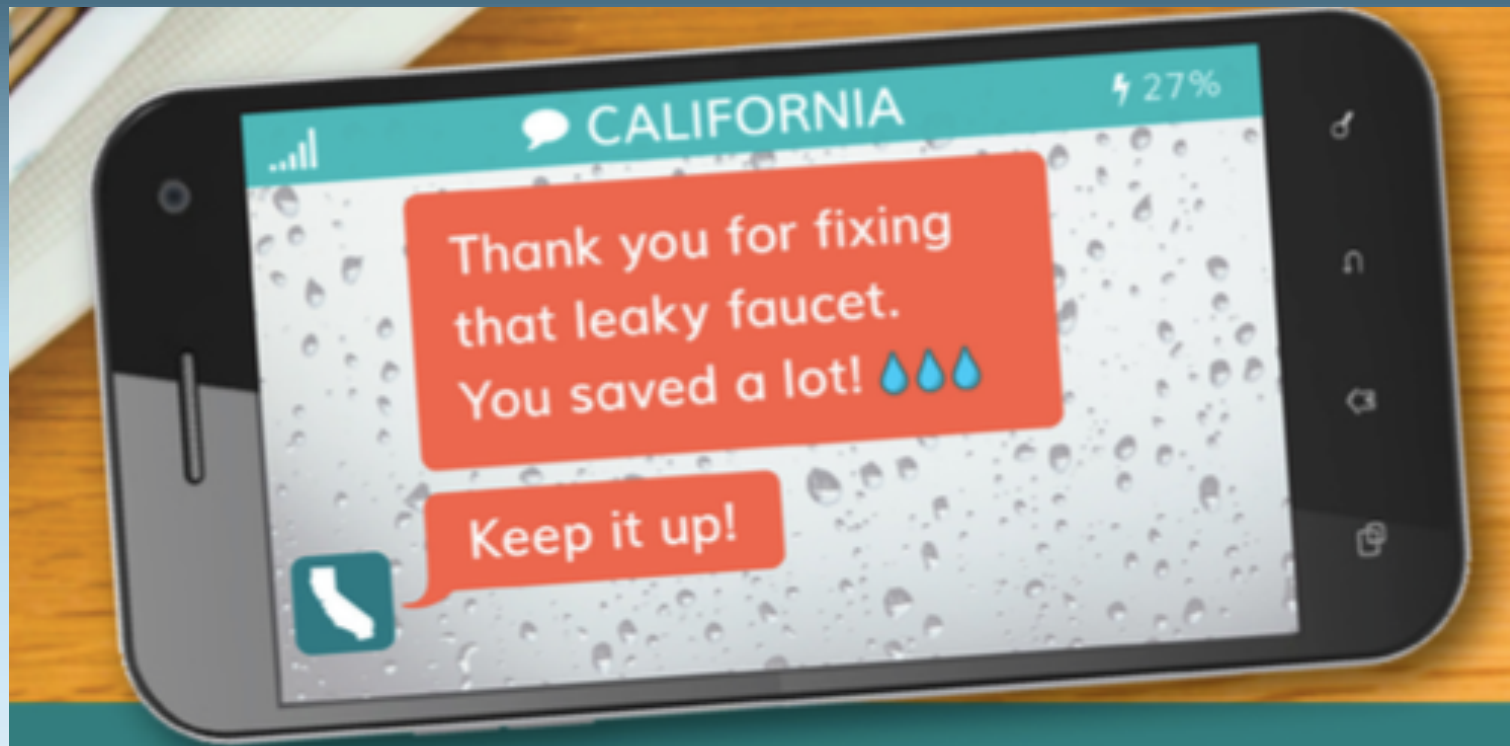 CALIFORNIA
27%
Thank you for fixing
that leaky faucet.
You saved a lot! 💧💧💧
Keep it up!